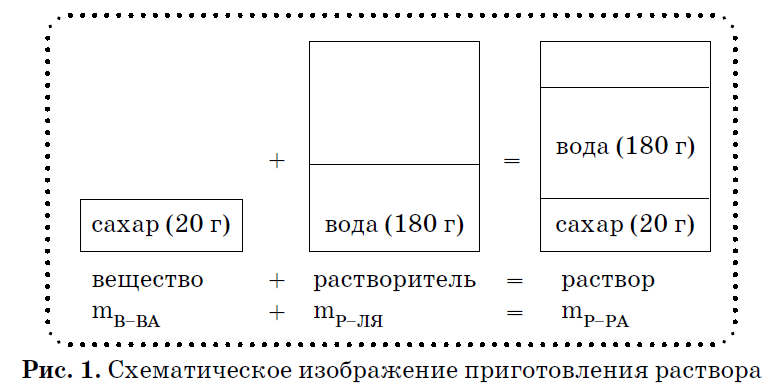 + = вода (180 г)
сахар (20 г) вода (180 г) сахар (20 г)
вещество + растворитель = раствор
mВ–ВА + mР–ЛЯ = mР–РА
Рис. 1. Схематическое изображение приготовления раствора